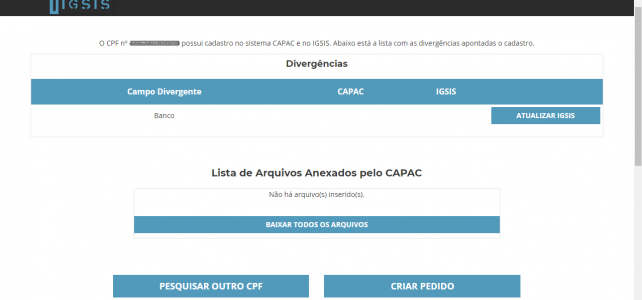 IGSIS
O CPF nº possui cadastro no sistema CAPAC e no IGSIS. Abaixo está a lista com as divergências apontadas o cadastro.
Divergências
Campo Divergente CAPAC IGSIS
Banco ATUALIZAR IGSIS
Lista de Arquivos Anexados pelo CAPAC
Não há arquivo(s) inserido(s).
BAIXAR TODOS OS ARQUIVOS
PESQUISAR OUTRO CPF CRIAR PEDIDO